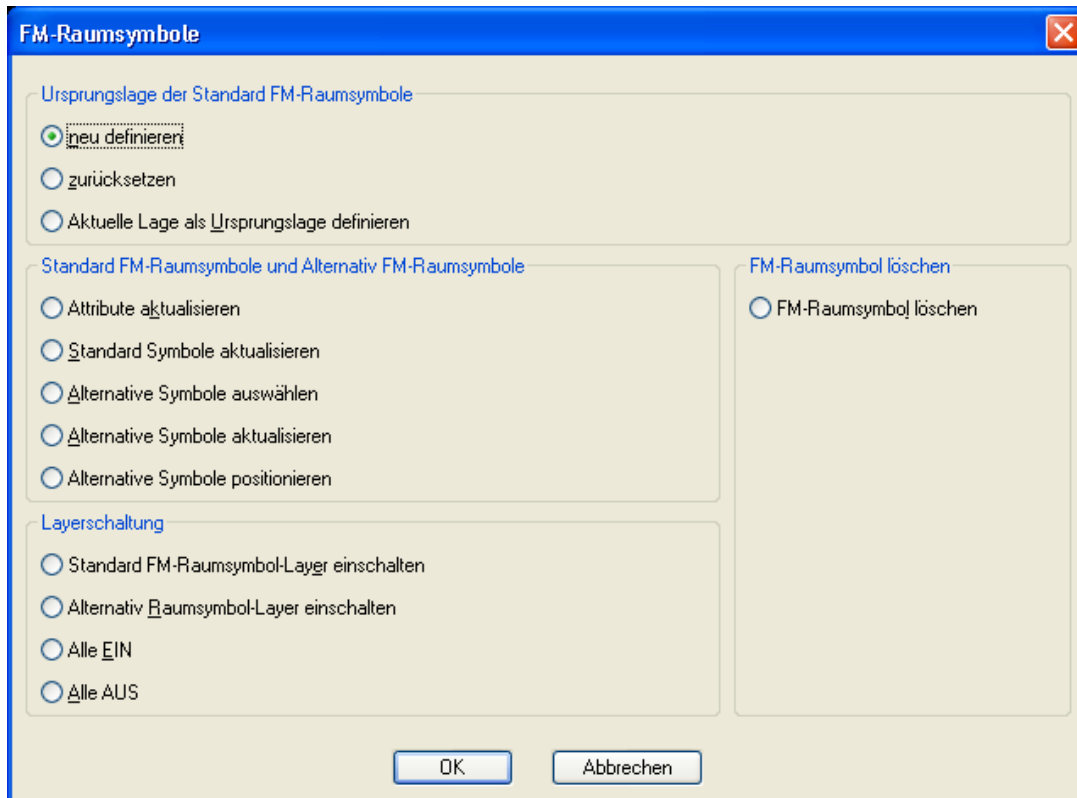 FM-Raumsymbole
Ursprungslage der Standard FM-Raumsymbole
neu definieren
zurücksetzen
Aktuelle Lage als Ursprungslage definieren
Standard FM-Raumsymbole und Alternativ FM-Raumsymbole
Attribute aktualisieren
Standard Symbole aktualisieren
Alternative Symbole auswählen
Alternative Symbole aktualisieren
Alternative Symbole positionieren
FM-Raumsymbol löschen
FM-Raumsymbol löschen
Layerschaltung
Standard FM-Raumsymbol-Layer einschalten
Alternativ Raumsymbol-Layer einschalten
Alle EIN
Alle AUS
OK
Abbrechen